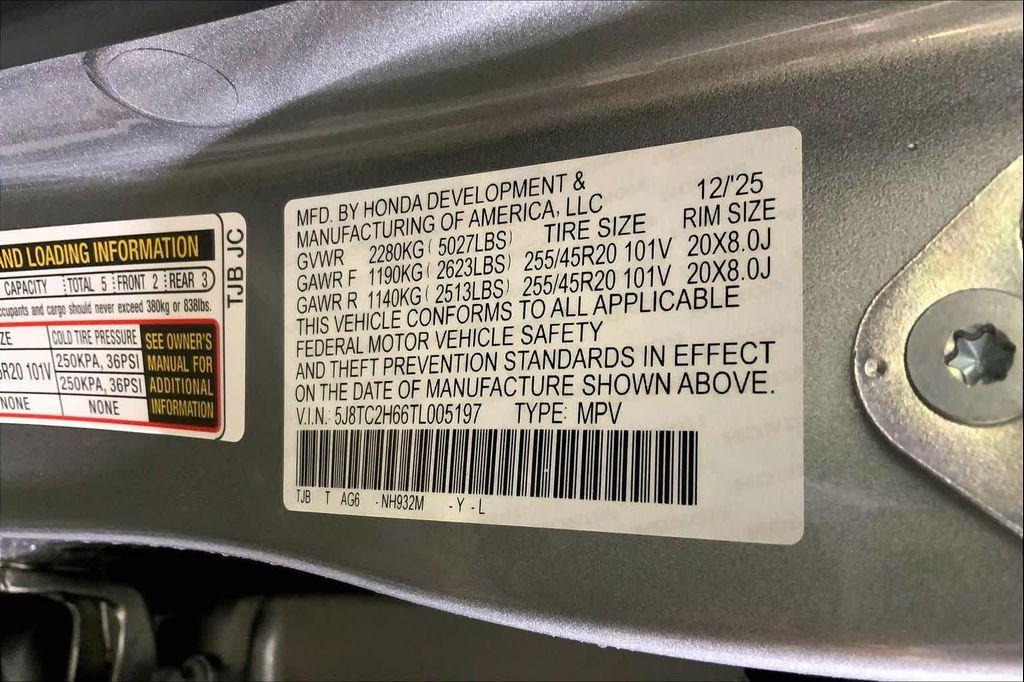 AND LOADING INFORMATION
CAPACITY TOTAL 5 FRONT 2 REAR 3
ccupants and cargo should never exceed 380kg or 838lbs.
ZE COLD TIRE PRESSURE
5R20 101V 250KPA, 36PSI
250KPA, 36PSI
NONE NONE
SEE OWNER'S
MANUAL FOR
ADDITIONAL
INFORMATION
TJB JC
MFD. BY HONDA DEVELOPMENT & 12/'25
MANUFACTURING OF AMERICA, LLC
GVWR 2280KG ( 5027LBS) TIRE SIZE RIM SIZE
GAWR F 1190KG ( 2623LBS) 255/45R20 101V 20X8.0J
GAWR R 1140KG ( 2513LBS) 255/45R20 101V 20X8.0J
THIS VEHICLE CONFORMS TO ALL APPLICABLE
FEDERAL MOTOR VEHICLE SAFETY
AND THEFT PREVENTION STANDARDS IN EFFECT
ON THE DATE OF MANUFACTURE SHOWN ABOVE.
V.I.N.: 5J8TC2H66TL005197 TYPE: MPV
TJB T AG6 - NH932M - Y - L